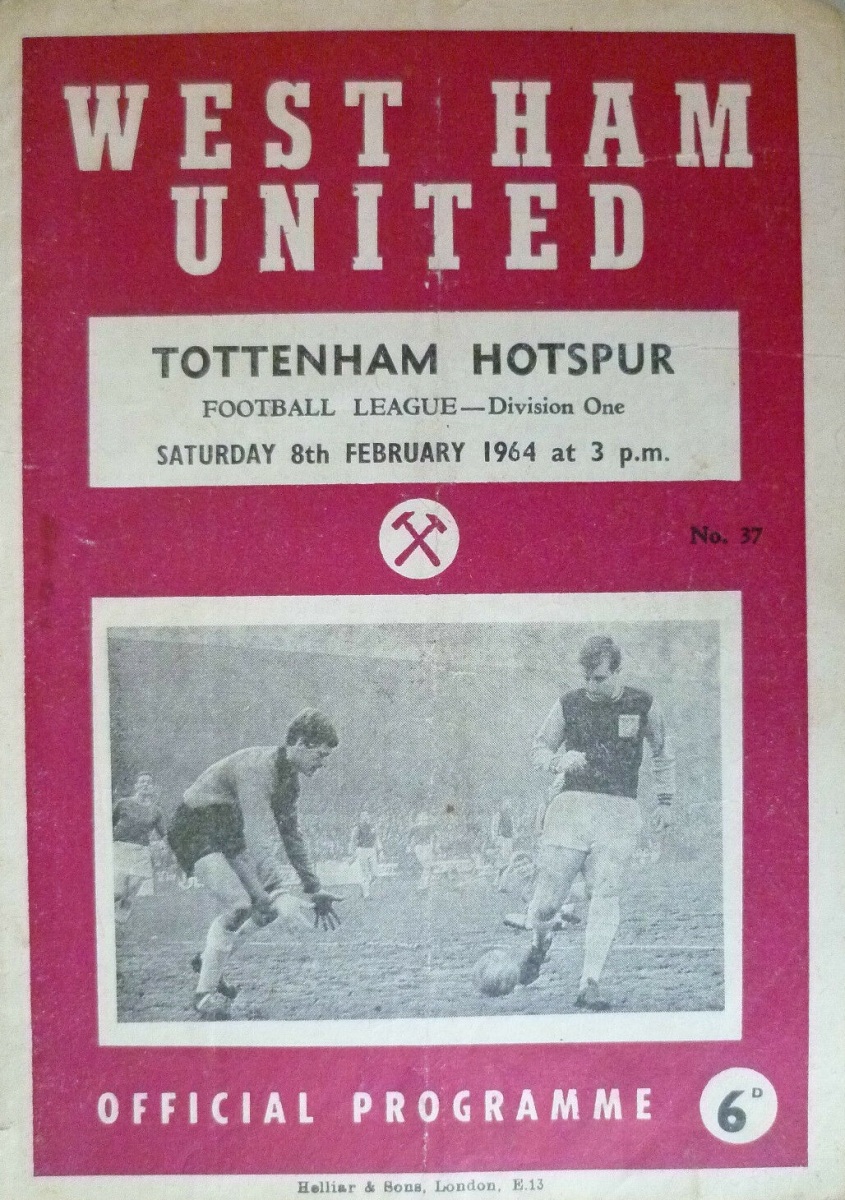 WEST HAM
UNITED
TOTTENHAM HOTSPUR
FOOTBALL LEAGUE—Division One
SATURDAY 8th FEBRUARY 1964 at 3 p.m.
No. 37
OFFICIAL PROGRAMME 6D
Helliar & Sons, London, E.13